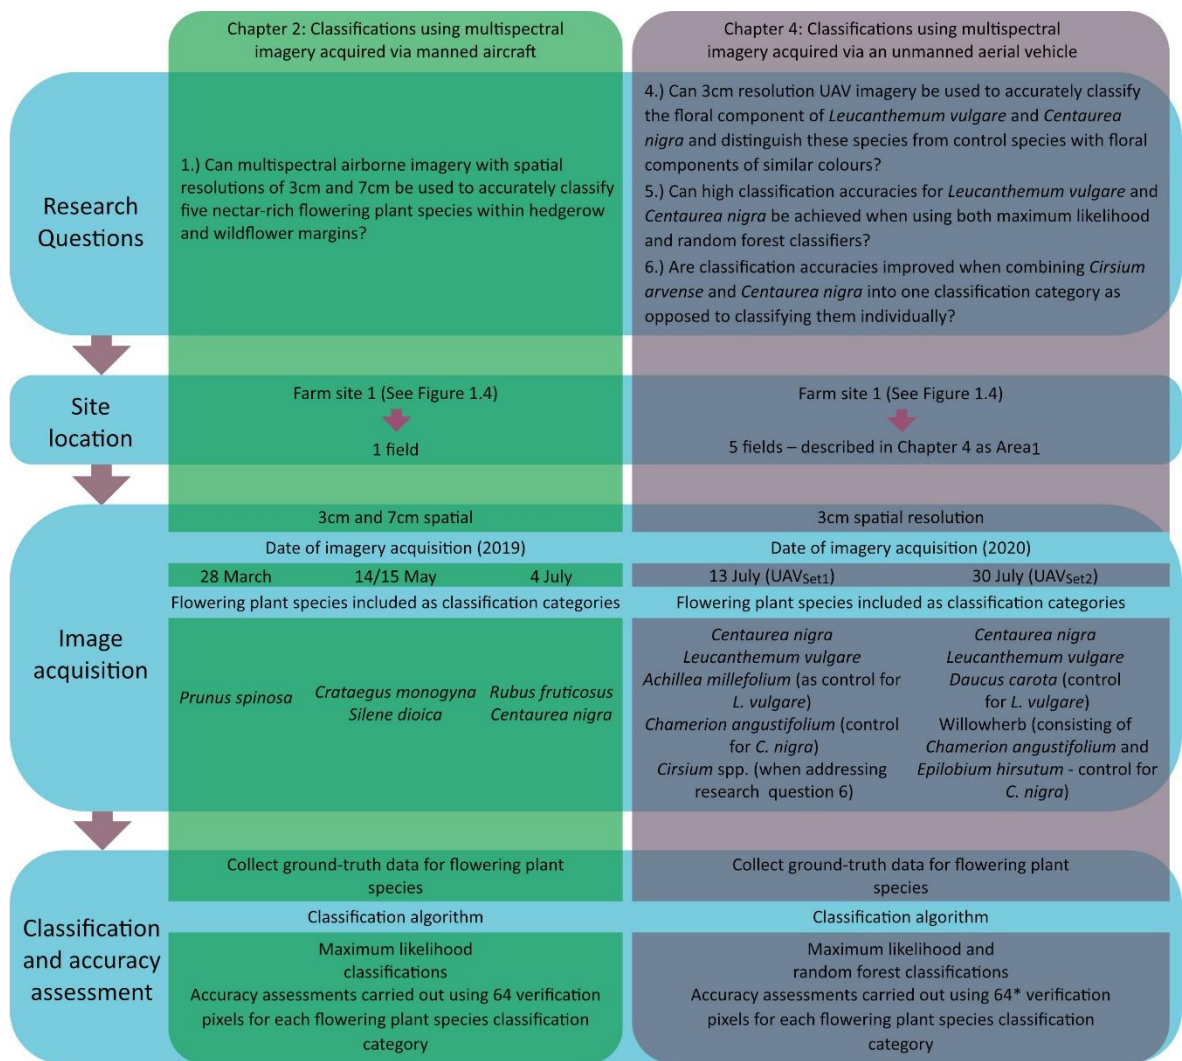 Chapter 2: Classifications using multispectral
imagery acquired via manned aircraft
Chapter 4: Classifications using multispectral
imagery acquired via an unmanned aerial vehicle
Research
Questions
1.) Can multispectral airborne imagery with spatial
resolutions of 3cm and 7cm be used to accurately classify
five nectar-rich flowering plant species within hedgerow
and wildflower margins?
4.) Can 3cm resolution UAV imagery be used to accurately classify
the floral component of Leucanthemum vulgare and Centaurea
nigra and distinguish these species from control species with floral
components of similar colours?
5.) Can high classification accuracies for Leucanthemum vulgare and
Centaurea nigra be achieved when using both maximum likelihood
and random forest classifiers?
6.) Are classification accuracies improved when combining Cirsium
arvense and Centaurea nigra into one classification category as
opposed to classifying them individually?
Site
location
Farm site 1 (See Figure 1.4)
1 field
Farm site 1 (See Figure 1.4)
5 fields – described in Chapter 4 as Area1
Image
acquisition
3cm and 7cm spatial
Date of imagery acquisition (2019)
28 March
14/15 May
4 July
Flowering plant species included as classification categories
Prunus spinosa
Crataegus monogyna
Silene dioica
Rubus fruticosus
Centaurea nigra
3cm spatial resolution
Date of imagery acquisition (2020)
13 July (UAVSet1)
30 July (UAVSet2)
Flowering plant species included as classification categories
Centaurea nigra
Leucanthemum vulgare
Achillea millefolium (as control for
L. vulgare)
Chamerion angustifolium (control
for C. nigra)
Cirsium spp. (when addressing
research question 6)
Centaurea nigra
Leucanthemum vulgare
Daucus carota (control
for L. vulgare)
Willowherb (consisting of
Chamerion angustifolium and
Epilobium hirsutum - control for
C. nigra)
Classification
and accuracy
assessment
Collect ground-truth data for flowering plant
species
Classification algorithm
Maximum likelihood
classifications
Accuracy assessments carried out using 64 verification
pixels for each flowering plant species classification
category
Collect ground-truth data for flowering plant
species
Classification algorithm
Maximum likelihood and
random forest classifications
Accuracy assessments carried out using 64* verification
pixels for each flowering plant species classification
category